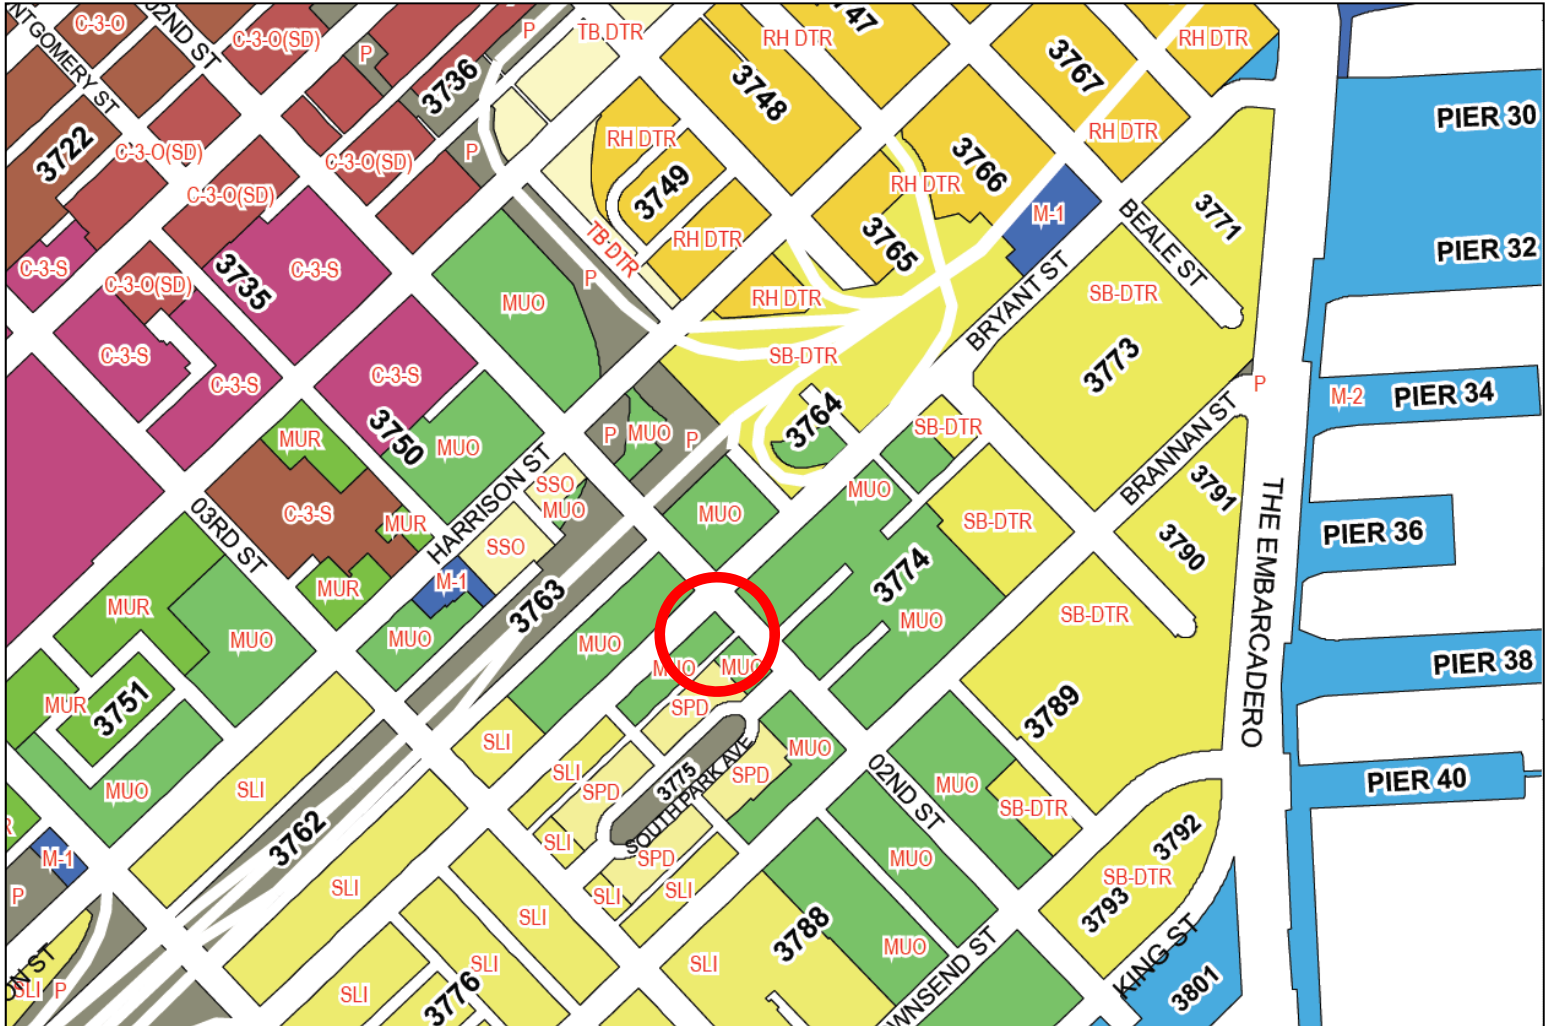 C-3-O
02ND ST
C-3-O(SD)
P
P
TB DTR
RH DTR
3747
RH DTR
NTGOMERY ST
3736
3748
3767
PIER 30
3722
C-3-O(SD)
C-3-O(SD)
P
RH DTR
3766
RH DTR
C-3-O(SD)
3749
RH DTR
M-1
BEALE ST
3771
RH DTR
3765
TB DTR
PIER 32
C-3-S
C-3-O(SD)
3735
C-3-S
P
MUO
RH DTR
BRYANT ST
SB-DTR
C-3-S
C-3-S
C-3-S
SB-DTR
3773
P
M-2
PIER 34
3750
MUR
MUO
P
MUO
P
3764
SB-DTR
BRANNAN ST
HARRISON ST
SSO
MUO
MUO
MUO
3791
C-3-S
MUR
SB-DTR
THE EMBARCADERO
PIER 36
03RD ST
SSO
3790
M-1
MUR
3763
3774
MUR
MUO
MUO
MUO
MUO
SB-DTR
PIER 38
MUO
MUO
MUR
3751
SPD
3789
SLI
MUO
SLI
SPD
3775
SOUTH PARK AVE
SPD
02ND ST
MUO
SB-DTR
PIER 40
MUO
SLI
3762
SLI
SPD
MUO
3792
M-1
P
SLI
SLI
SLI
SB-DTR
3793
SLI
3788
MUO
KING ST
ON ST
SLI
P
SLI
SLI
3776
SLI
WNSEND ST
3801